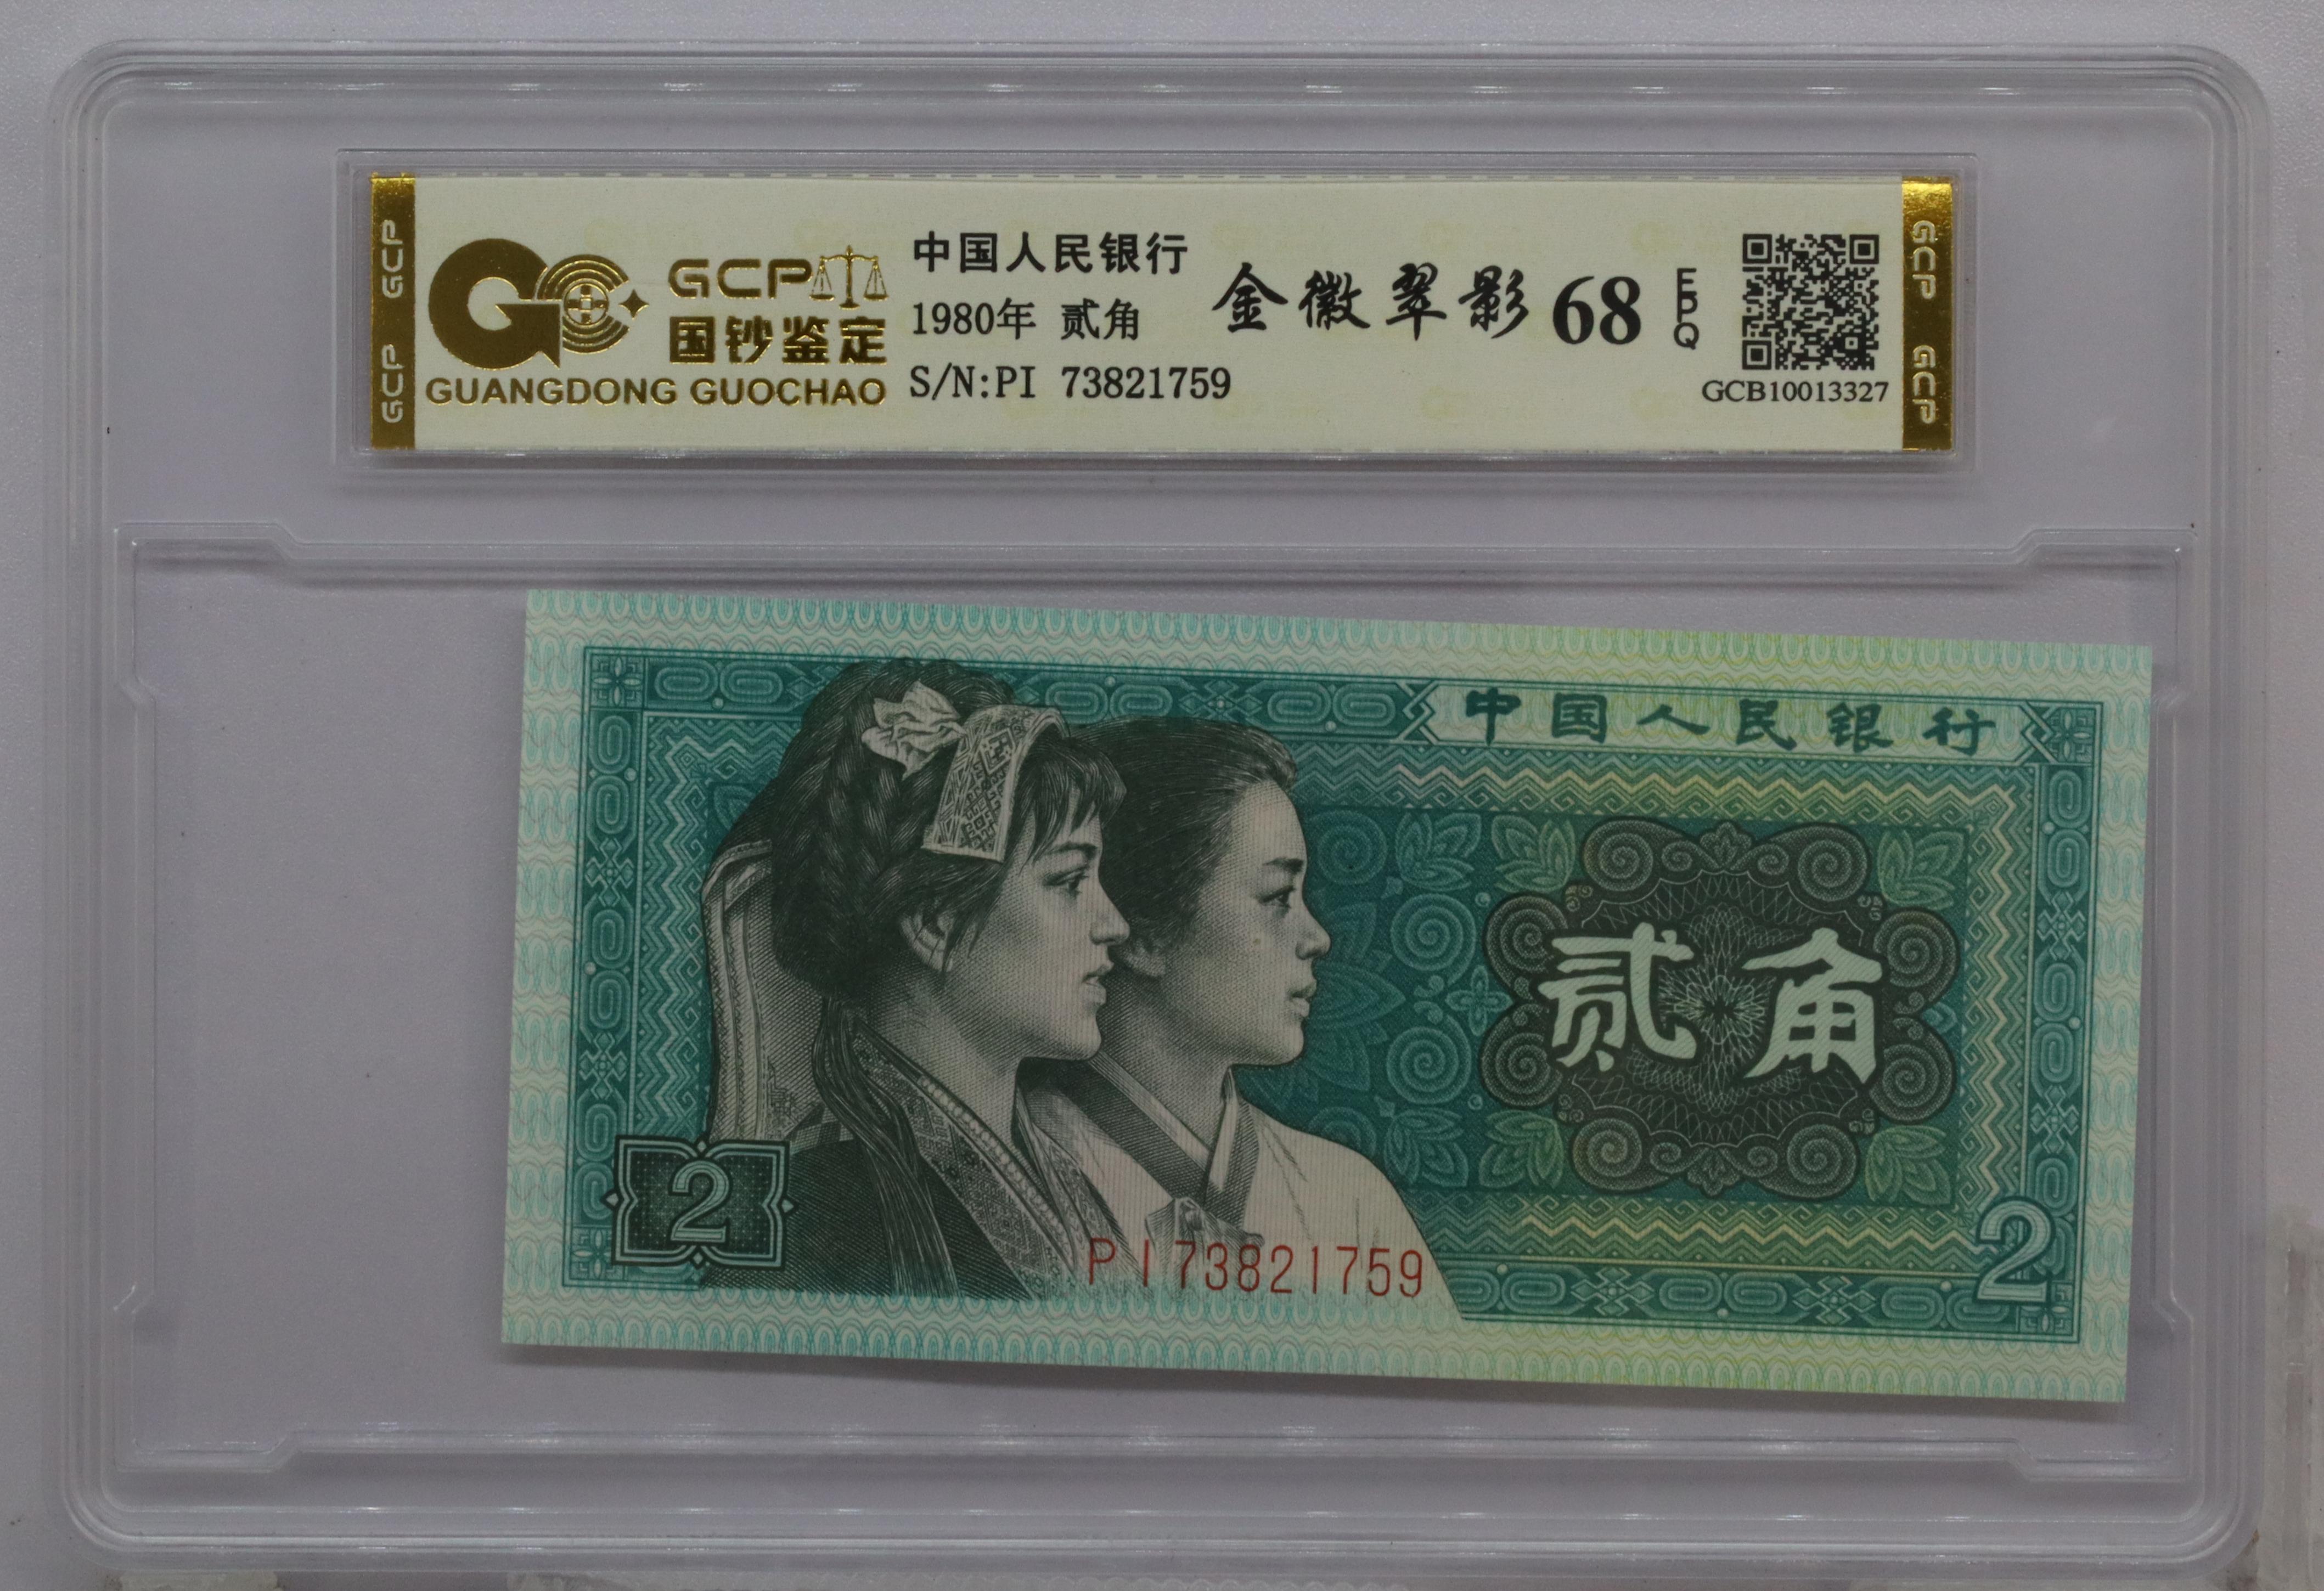 GCP GCP
GCP
国钞鉴定
GUANGDONG GUOCHAO
中国人民银行
1980年 贰角
S/N:PI 73821759
金徽翠影 68 EPQ
GCB10013327
GCP GCP
中国人民银行
贰角
2
PI73821759
2